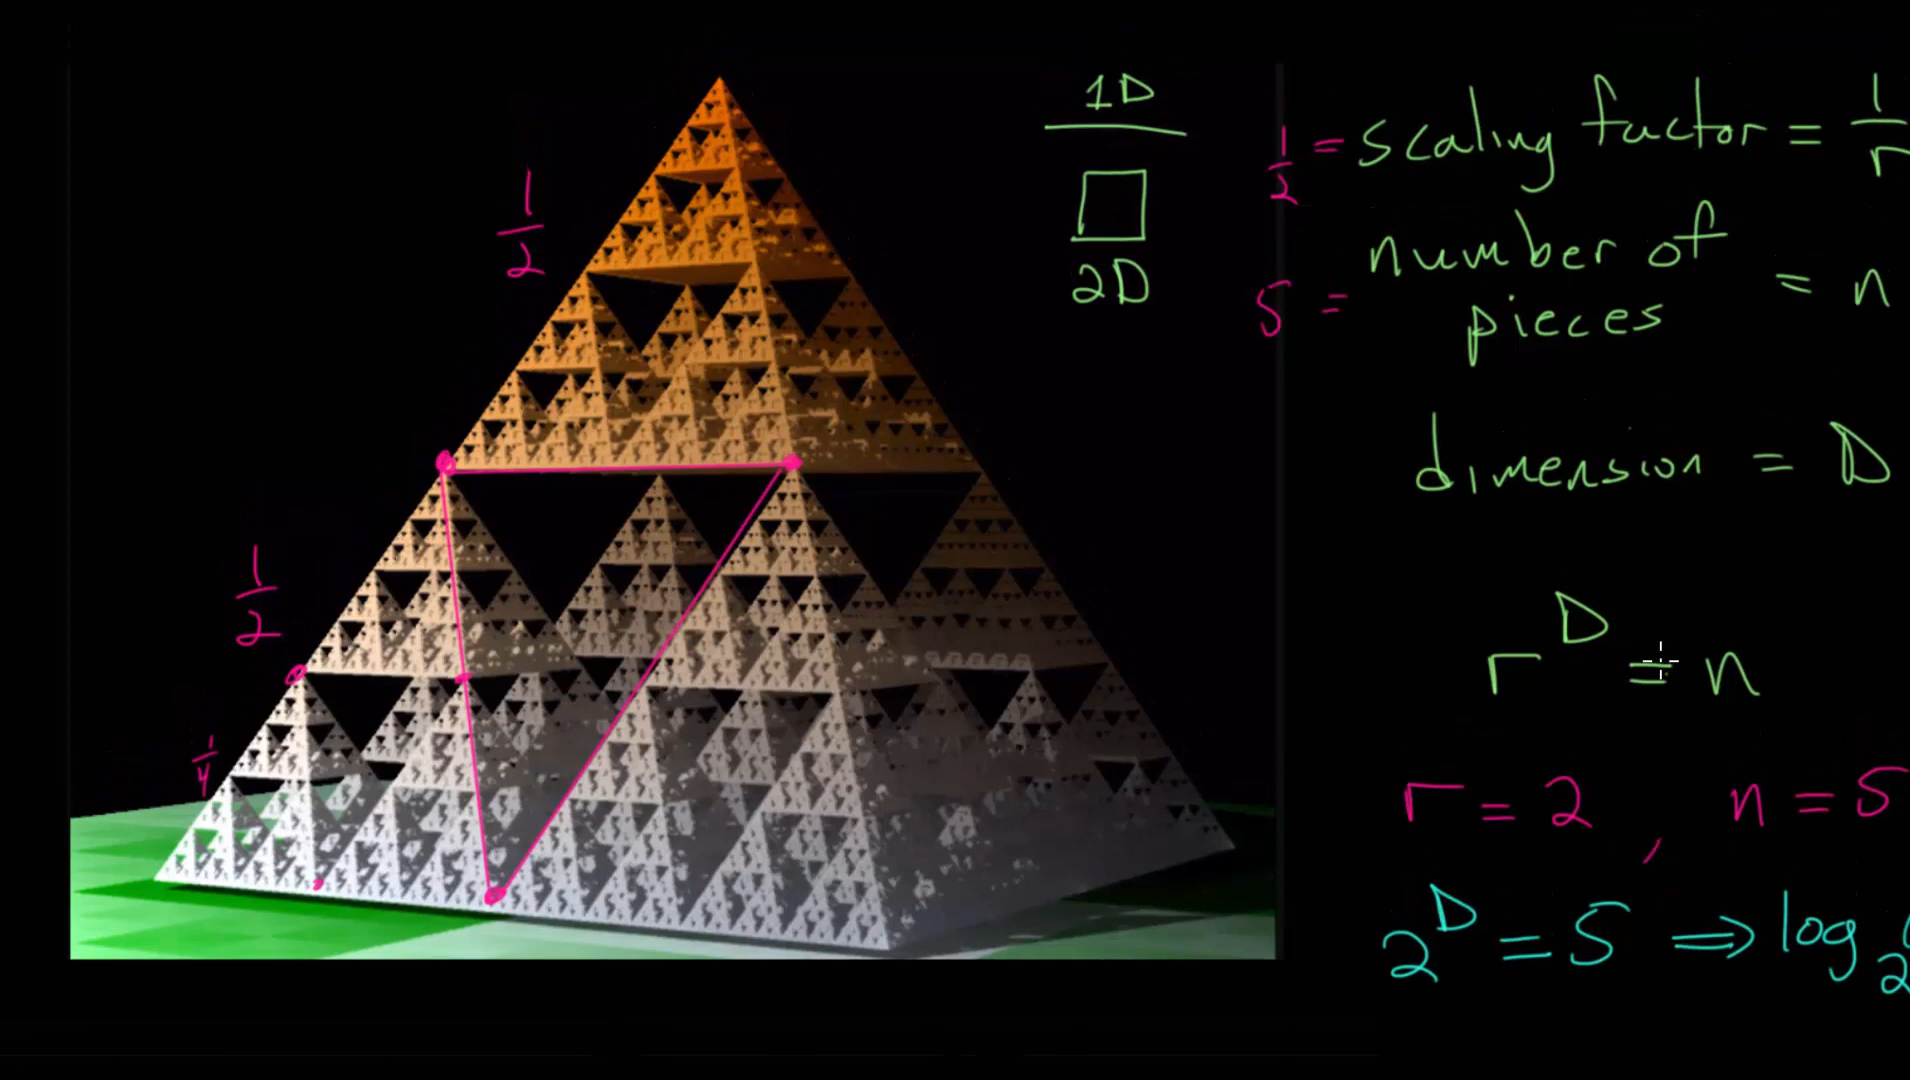 1/2
1/2
1/4
1D
2D
1/2 = scaling factor = 1/r
5 = number of pieces = n
dimension = D
r^D = n
r = 2 , n = 5
2^D = 5 ⇒ log_2